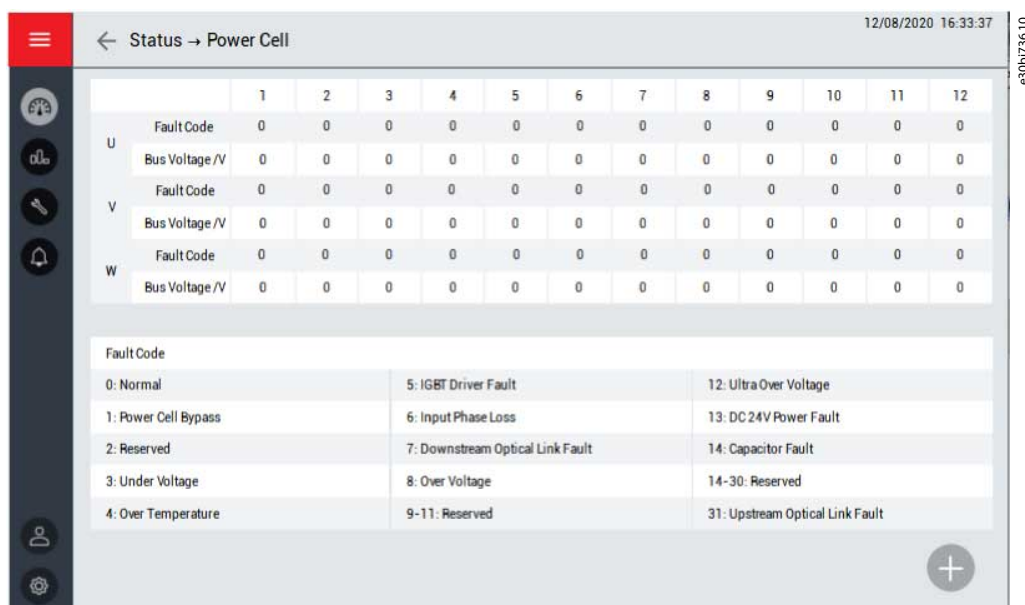 12/08/2020 16:33:37
← Status → Power Cell
e30bj736.10
1 2 3 4 5 6 7 8 9 10 11 12
U
Fault Code 0 0 0 0 0 0 0 0 0 0 0 0
Bus Voltage /V 0 0 0 0 0 0 0 0 0 0 0 0
V
Fault Code 0 0 0 0 0 0 0 0 0 0 0 0
Bus Voltage /V 0 0 0 0 0 0 0 0 0 0 0 0
W
Fault Code 0 0 0 0 0 0 0 0 0 0 0 0
Bus Voltage /V 0 0 0 0 0 0 0 0 0 0 0 0
Fault Code
0: Normal 5: IGBT Driver Fault 12: Ultra Over Voltage
1: Power Cell Bypass 6: Input Phase Loss 13: DC 24V Power Fault
2: Reserved 7: Downstream Optical Link Fault 14: Capacitor Fault
3: Under Voltage 8: Over Voltage 14-30: Reserved
4: Over Temperature 9-11: Reserved 31: Upstream Optical Link Fault